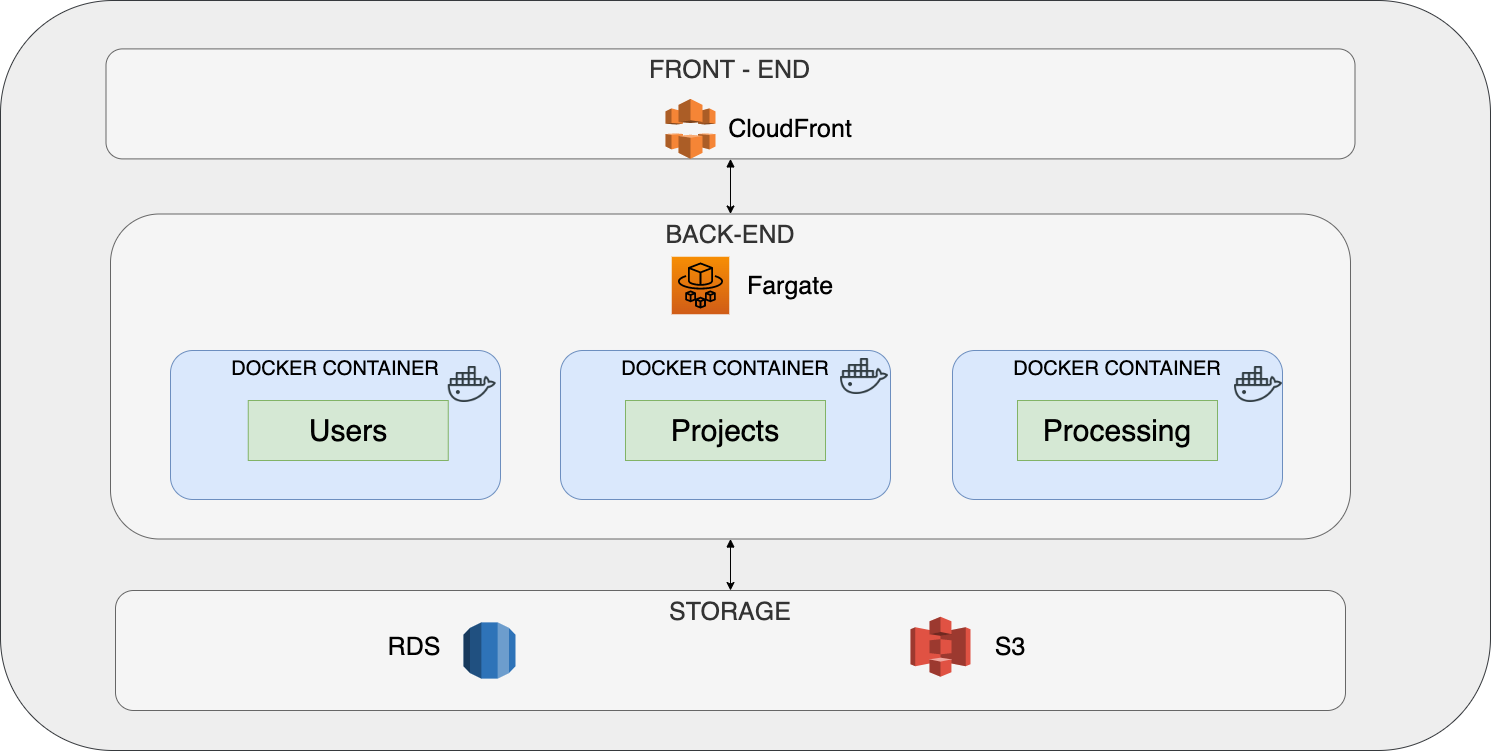 FRONT - END
CloudFront
BACK-END
Fargate
DOCKER CONTAINER
Users
DOCKER CONTAINER
Projects
DOCKER CONTAINER
Processing
STORAGE
RDS
S3